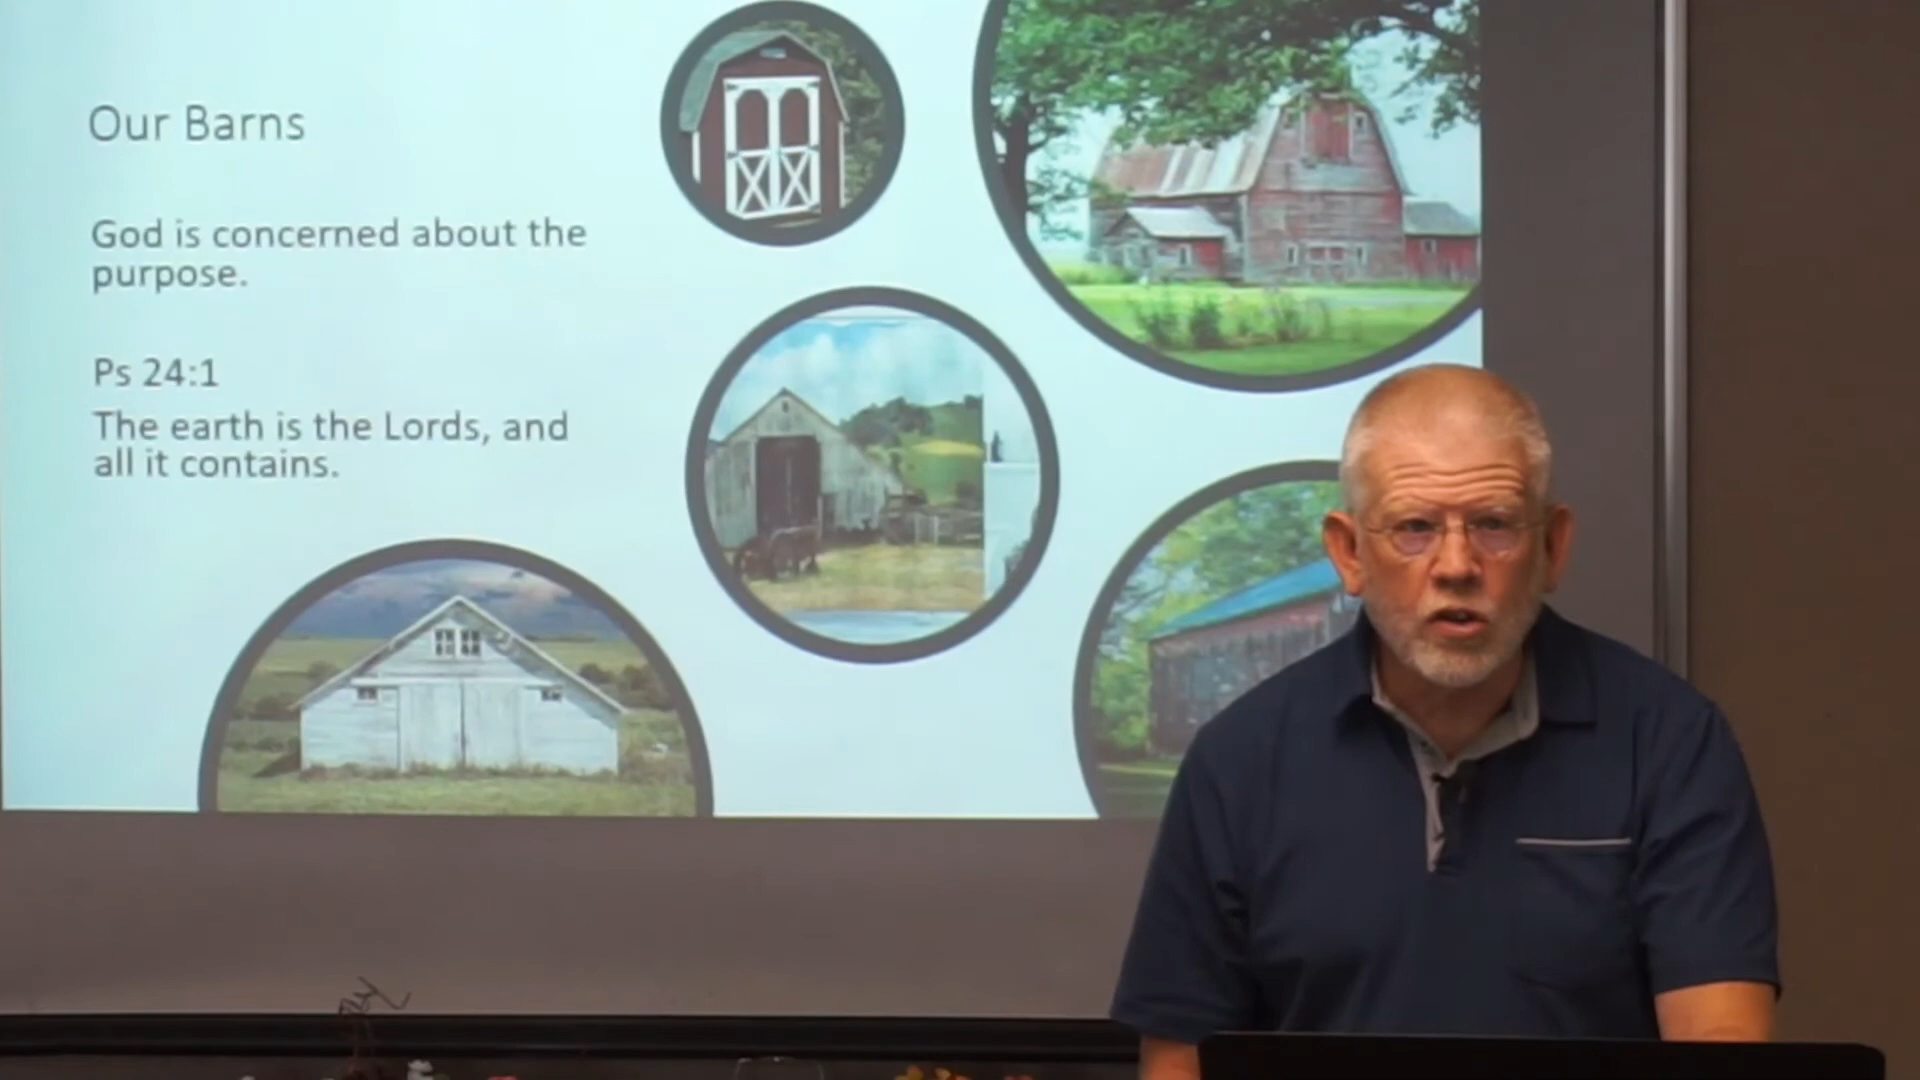 Our Barns
God is concerned about the
purpose.
Ps 24:1
The earth is the Lords, and
all it contains.